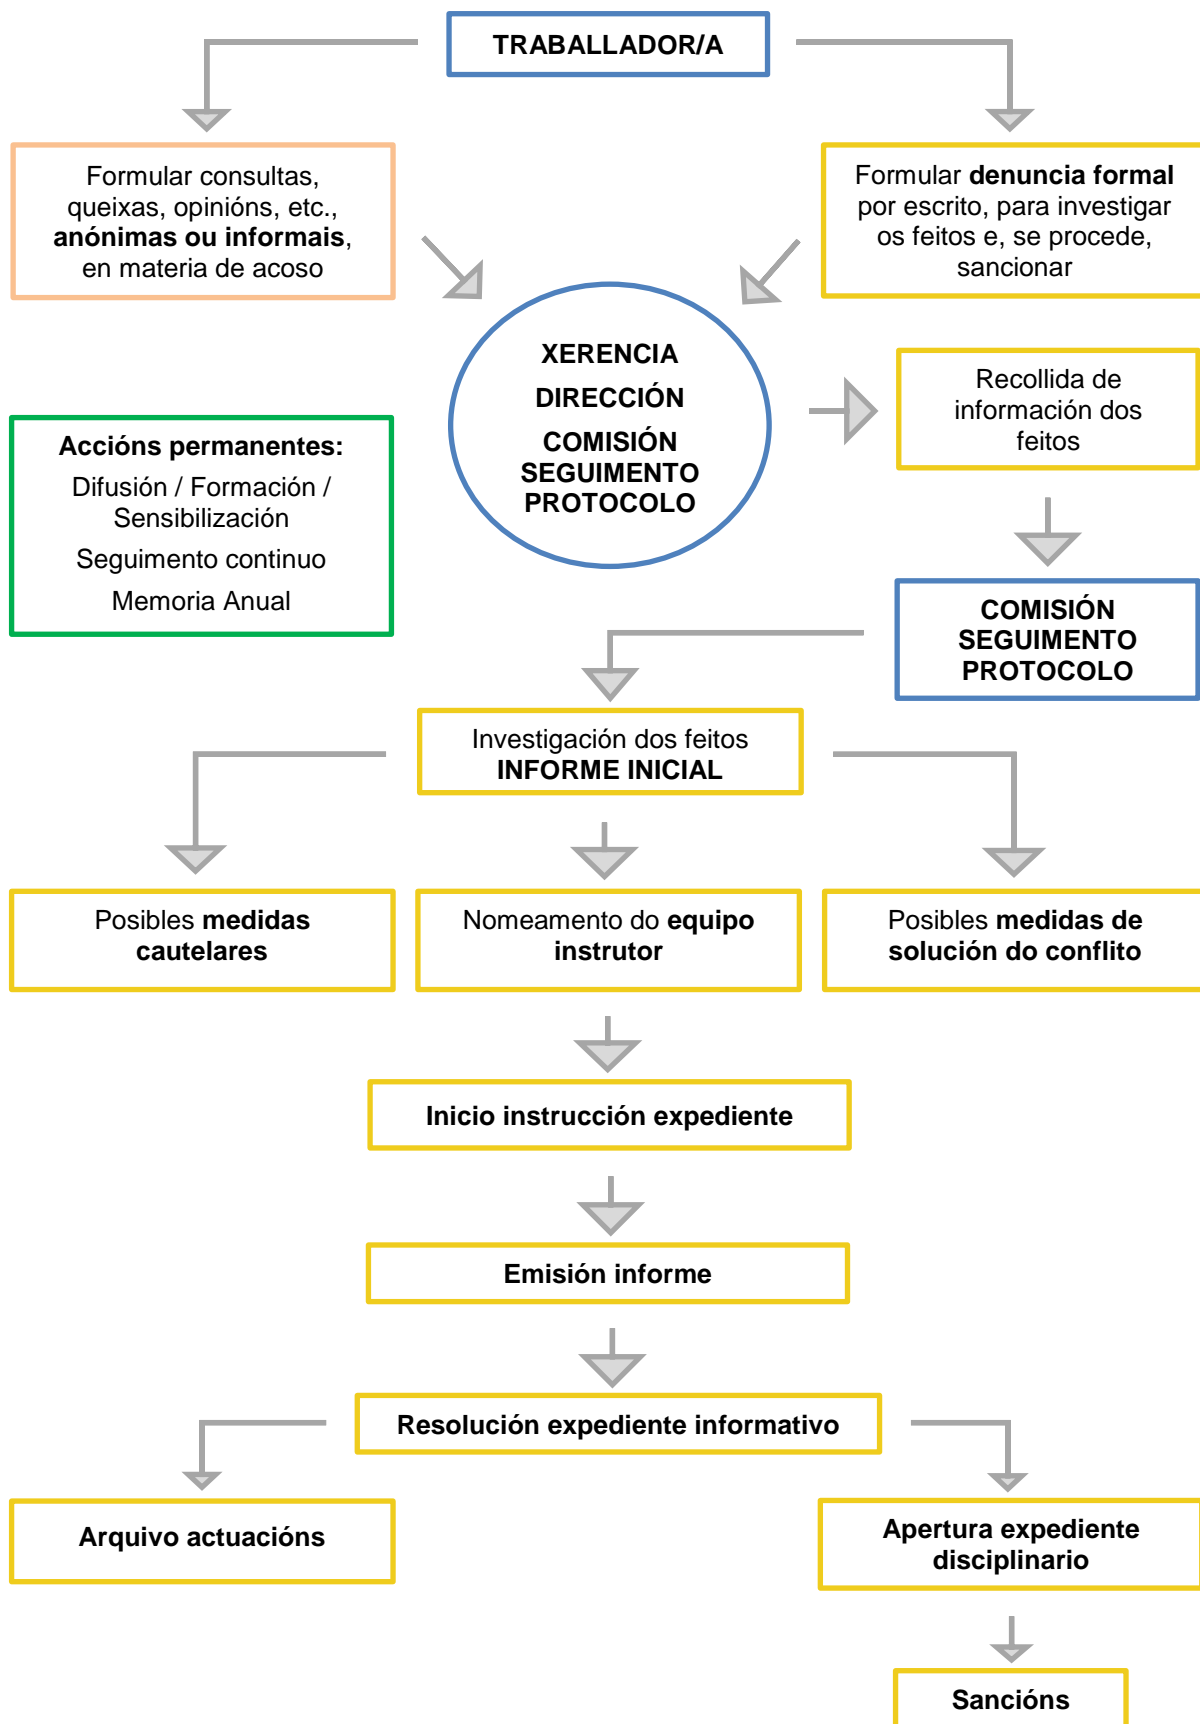 TRABALLADOR/A
Formular consultas,
queixas, opinións, etc.,
anónimas ou informais,
en materia de acoso
Formular denuncia formal
por escrito, para investigar
os feitos e, se procede,
sancionar
XERENCIA
DIRECCIÓN
COMISIÓN
SEGUIMENTO
PROTOCOLO
Recollida de
información dos
feitos
Accións permanentes:
Difusión / Formación /
Sensibilización
Seguimento continuo
Memoria Anual
COMISIÓN
SEGUIMENTO
PROTOCOLO
Investigación dos feitos
INFORME INICIAL
Posibles medidas
cautelares
Nomeamento do equipo
instrutor
Posibles medidas de
solución do conflito
Inicio instrucción expediente
Emisión informe
Resolución expediente informativo
Arquivo actuacións
Apertura expediente
disciplinario
Sancións